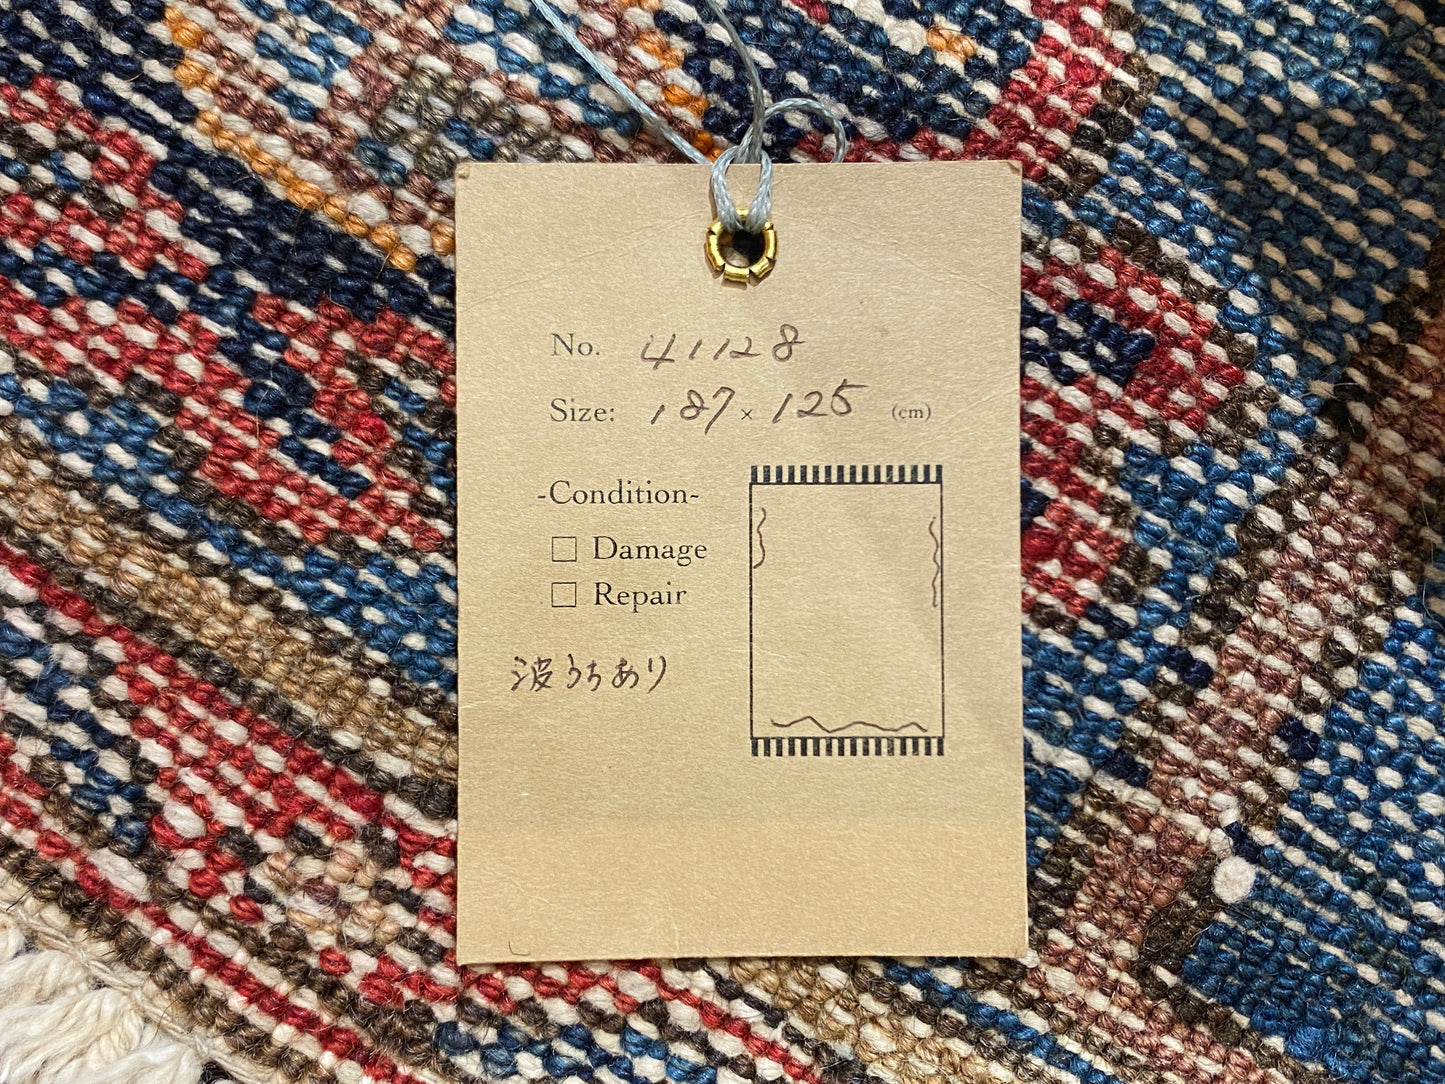 No. 41128
Size: 187 × 125 (cm)
-Condition-
□ Damage
□ Repair
波うちあり